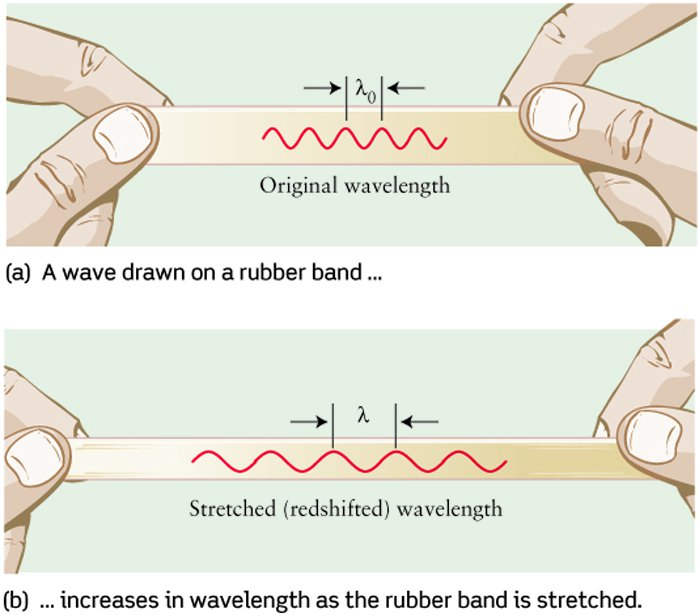 λ₀
Original wavelength
(a) A wave drawn on a rubber band ...
λ
Stretched (redshifted) wavelength
(b) ... increases in wavelength as the rubber band is stretched.